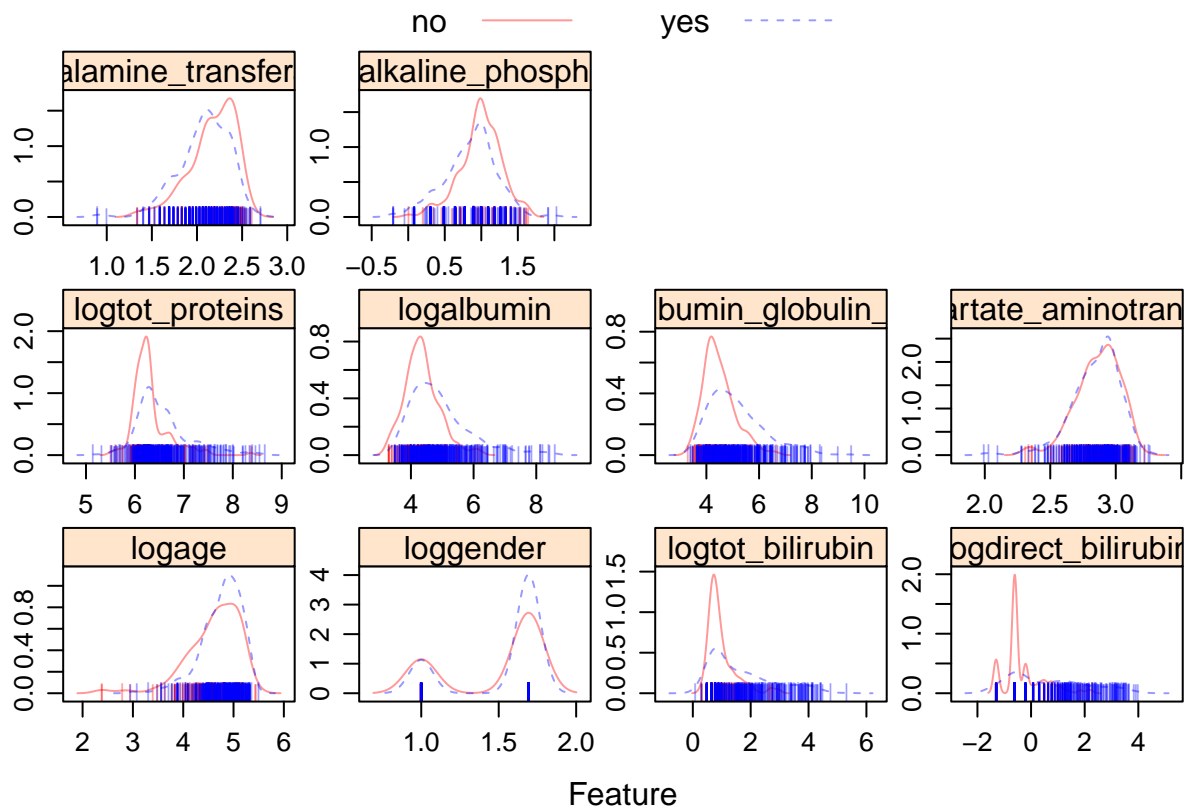 no yes
alamine_transfer alkaline_phosph
0.0 1.0
0.0 1.0
1.0 1.5 2.0 2.5 3.0
−0.5 0.5 1.5
logtot_proteins logalbumin bumin_globulin_ artate_aminotran
0.0 1.0 2.0
0.0 0.4 0.8
0.0 0.4 0.8
0.0 1.0 2.0
5 6 7 8 9
4 6 8
4 6 8 10
2.0 2.5 3.0
logage loggender logtot_bilirubin ogdirect_bilirubin
0.0 0.4 0.8
0 1 2 3 4
0.0 0.5 1.0 1.5
0.0 1.0 2.0
2 3 4 5 6
1.0 1.5 2.0
0 2 4 6
−2 0 2 4
Feature